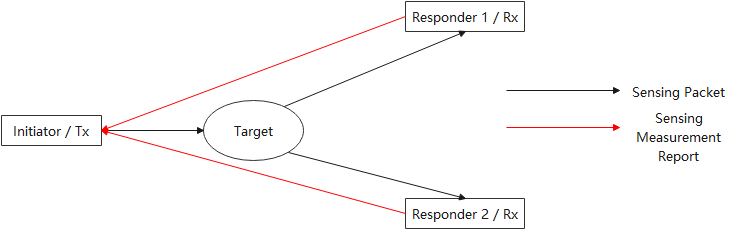 Responder 1 / Rx
Initiator / Tx
Target
Responder 2 / Rx
Sensing Packet
Sensing
Measurement
Report